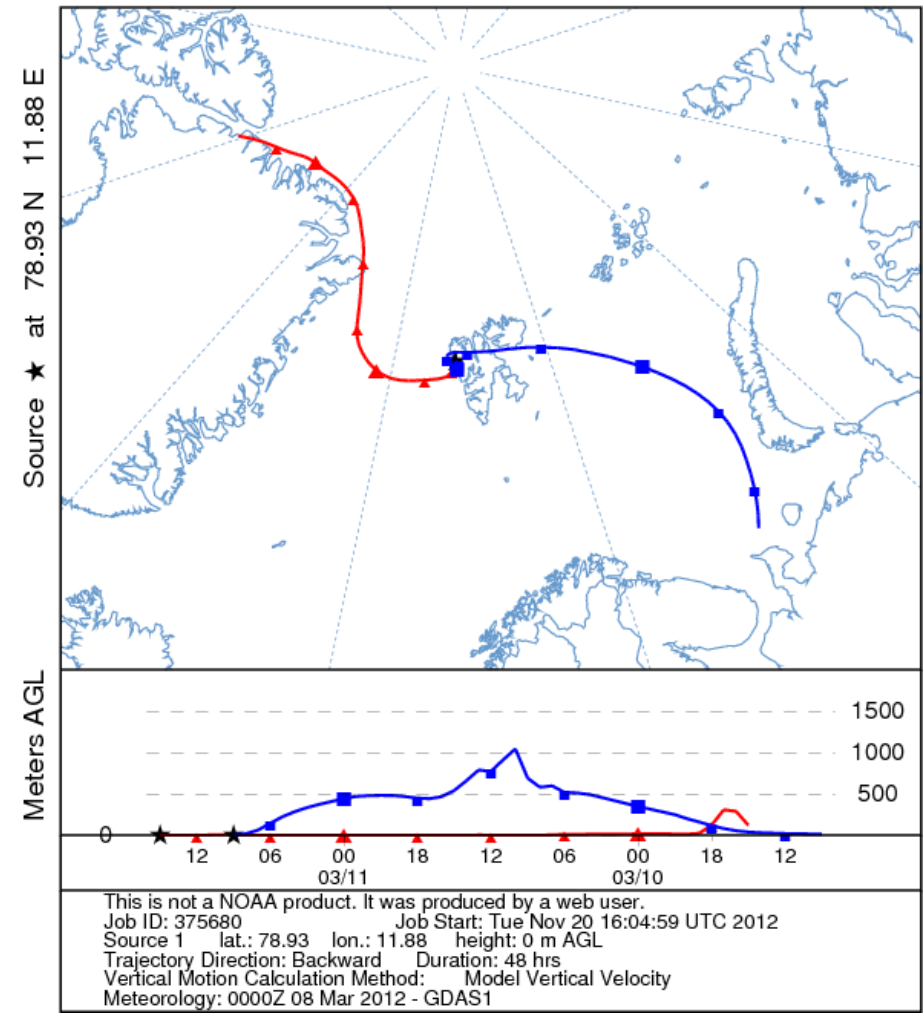 Source ★ at 78.93 N 11.88 E
Meters AGL
1500
1000
500
0
12 06 00 18 12 06 00 18 12
03/11 03/10
This is not a NOAA product. It was produced by a web user.
Job ID: 375680 Job Start: Tue Nov 20 16:04:59 UTC 2012
Source 1 lat.: 78.93 lon.: 11.88 height: 0 m AGL
Trajectory Direction: Backward Duration: 48 hrs
Vertical Motion Calculation Method: Model Vertical Velocity
Meteorology: 0000Z 08 Mar 2012 - GDAS1